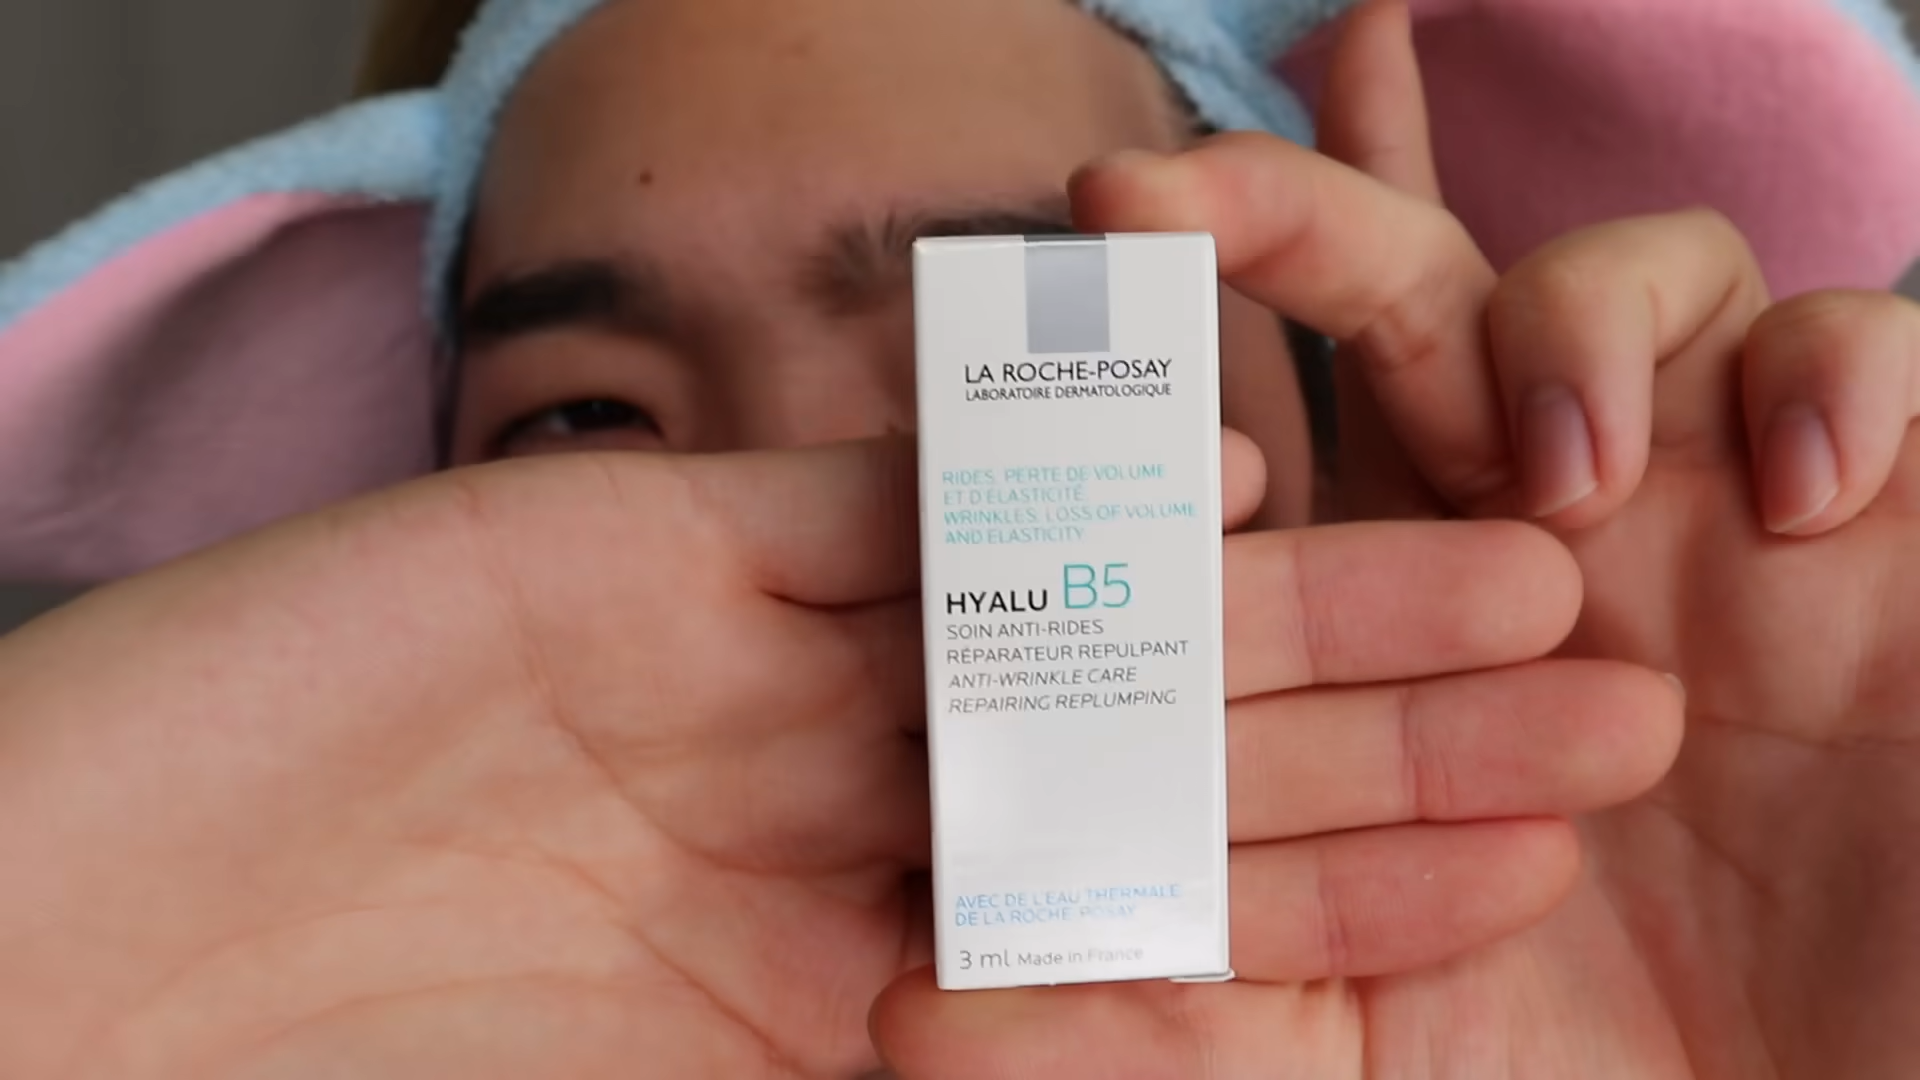 LA ROCHE-POSAY
LABORATOIRE DERMATOLOGIQUE
RIDES, PERTE DE VOLUME
ET D'ÉLASTICITÉ
WRINKLES, LOSS OF VOLUME
AND ELASTICITY
HYALU B5
SOIN ANTI-RIDES
RÉPARATEUR REPULPANT
ANTI-WRINKLE CARE
REPAIRING REPLUMPING
AVEC DE L'EAU THERMALE
DE LA ROCHE-POSAY
3 ml Made in France